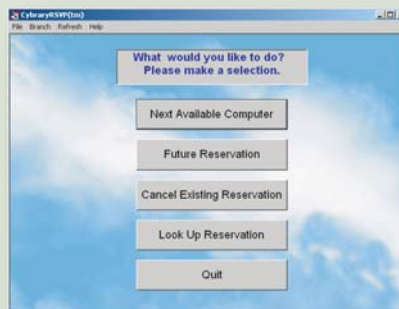 CybraryRSVP(tm)
File Branch Refresh Help
What would you like to do?
Please make a selection.
Next Available Computer
Future Reservation
Cancel Existing Reservation
Look Up Reservation
Quit